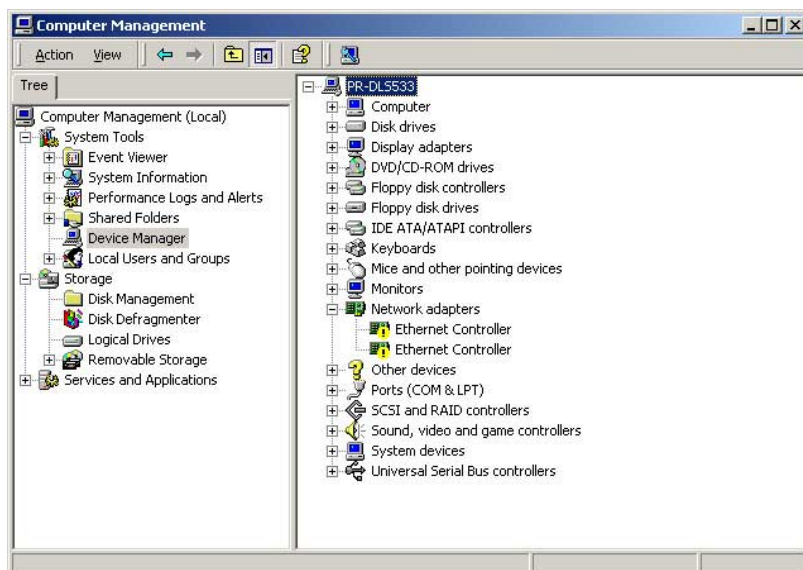 Computer Management
Action View
Tree
Computer Management (Local)
System Tools
Event Viewer
System Information
Performance Logs and Alerts
Shared Folders
Device Manager
Local Users and Groups
Storage
Disk Management
Disk Defragmenter
Logical Drives
Removable Storage
Services and Applications
PR-DLS533
Computer
Disk drives
Display adapters
DVD/CD-ROM drives
Floppy disk controllers
Floppy disk drives
IDE ATA/ATAPI controllers
Keyboards
Mice and other pointing devices
Monitors
Network adapters
Ethernet Controller
Ethernet Controller
Other devices
Ports (COM & LPT)
SCSI and RAID controllers
Sound, video and game controllers
System devices
Universal Serial Bus controllers